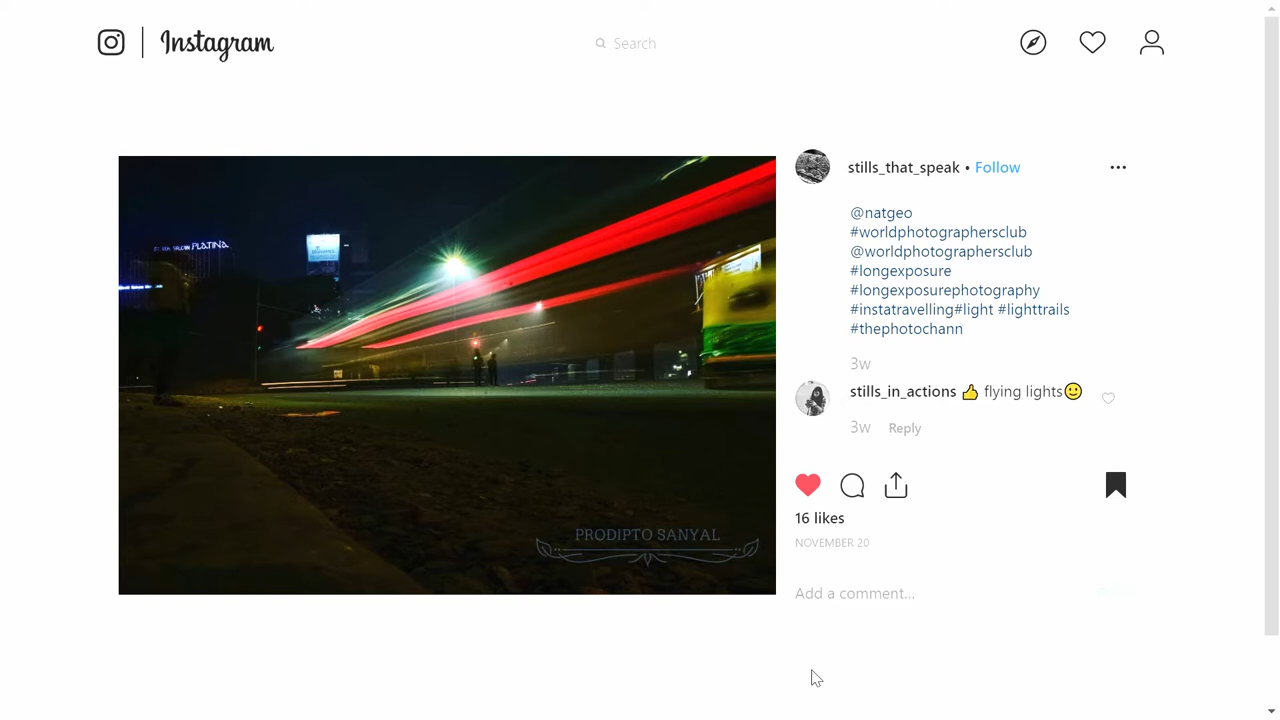 Instagram
Search
stills_that_speak • Follow
@natgeo
#worldphotographersclub
@worldphotographersclub
#longexposure
#longexposurephotography
#instatravelling#light #lighttrails
#thephotochann
3w
stills_in_actions 👍 flying lights🙂
3w Reply
16 likes
NOVEMBER 20
Add a comment...
PLATINA
PRODIPTO SANYAL